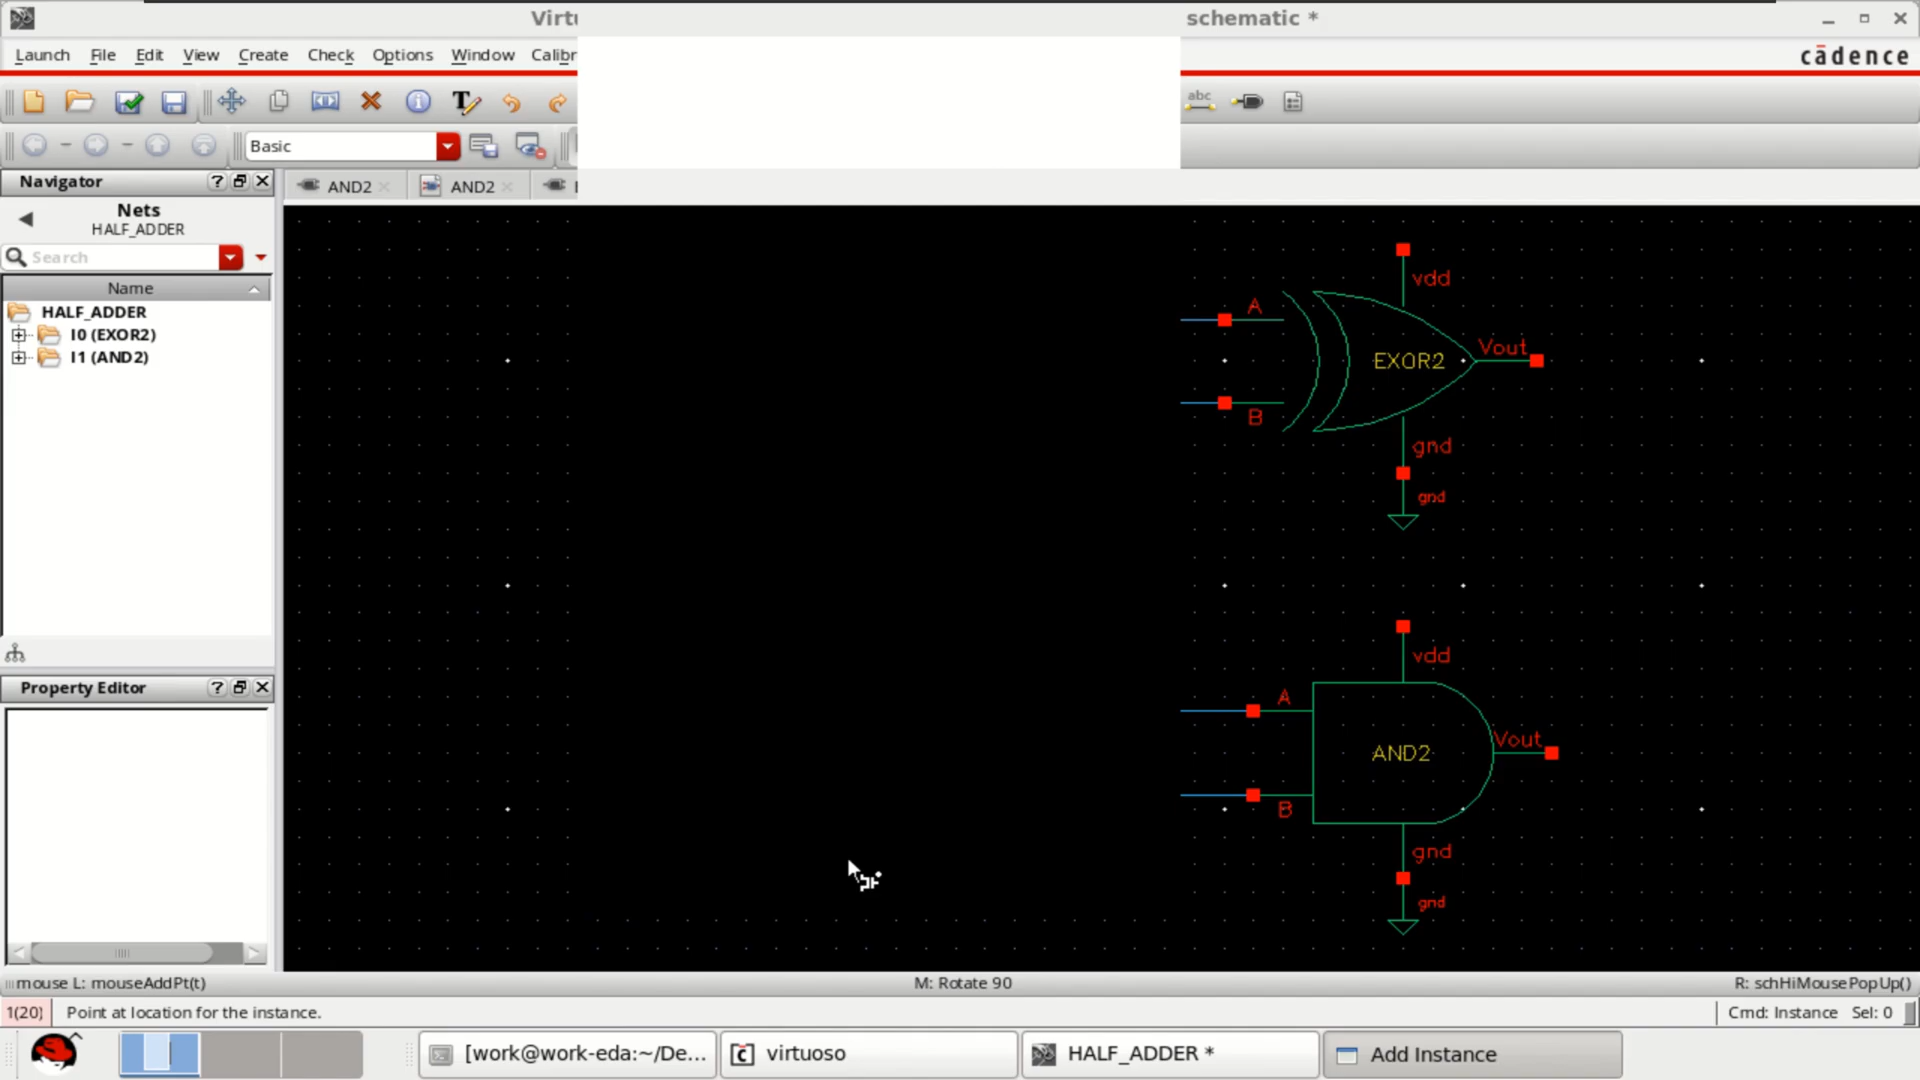 Virtu
schematic *
Launch File Edit View Create Check Options Window Calibr
cādence
abc
Basic
Navigator
AND2 AND2
Nets
HALF_ADDER
Search
Name
HALF_ADDER
I0 (EXOR2)
I1 (AND2)
Property Editor
vdd
A
EXOR2
Vout
B
gnd
gnd
vdd
A
AND2
Vout
B
gnd
gnd
mouse L: mouseAddPt(t)
M: Rotate 90
R: schHiMousePopUp()
1(20) Point at location for the instance.
Cmd: Instance Sel: 0
[work@work-eda:~/De...
virtuoso
HALF_ADDER *
Add Instance